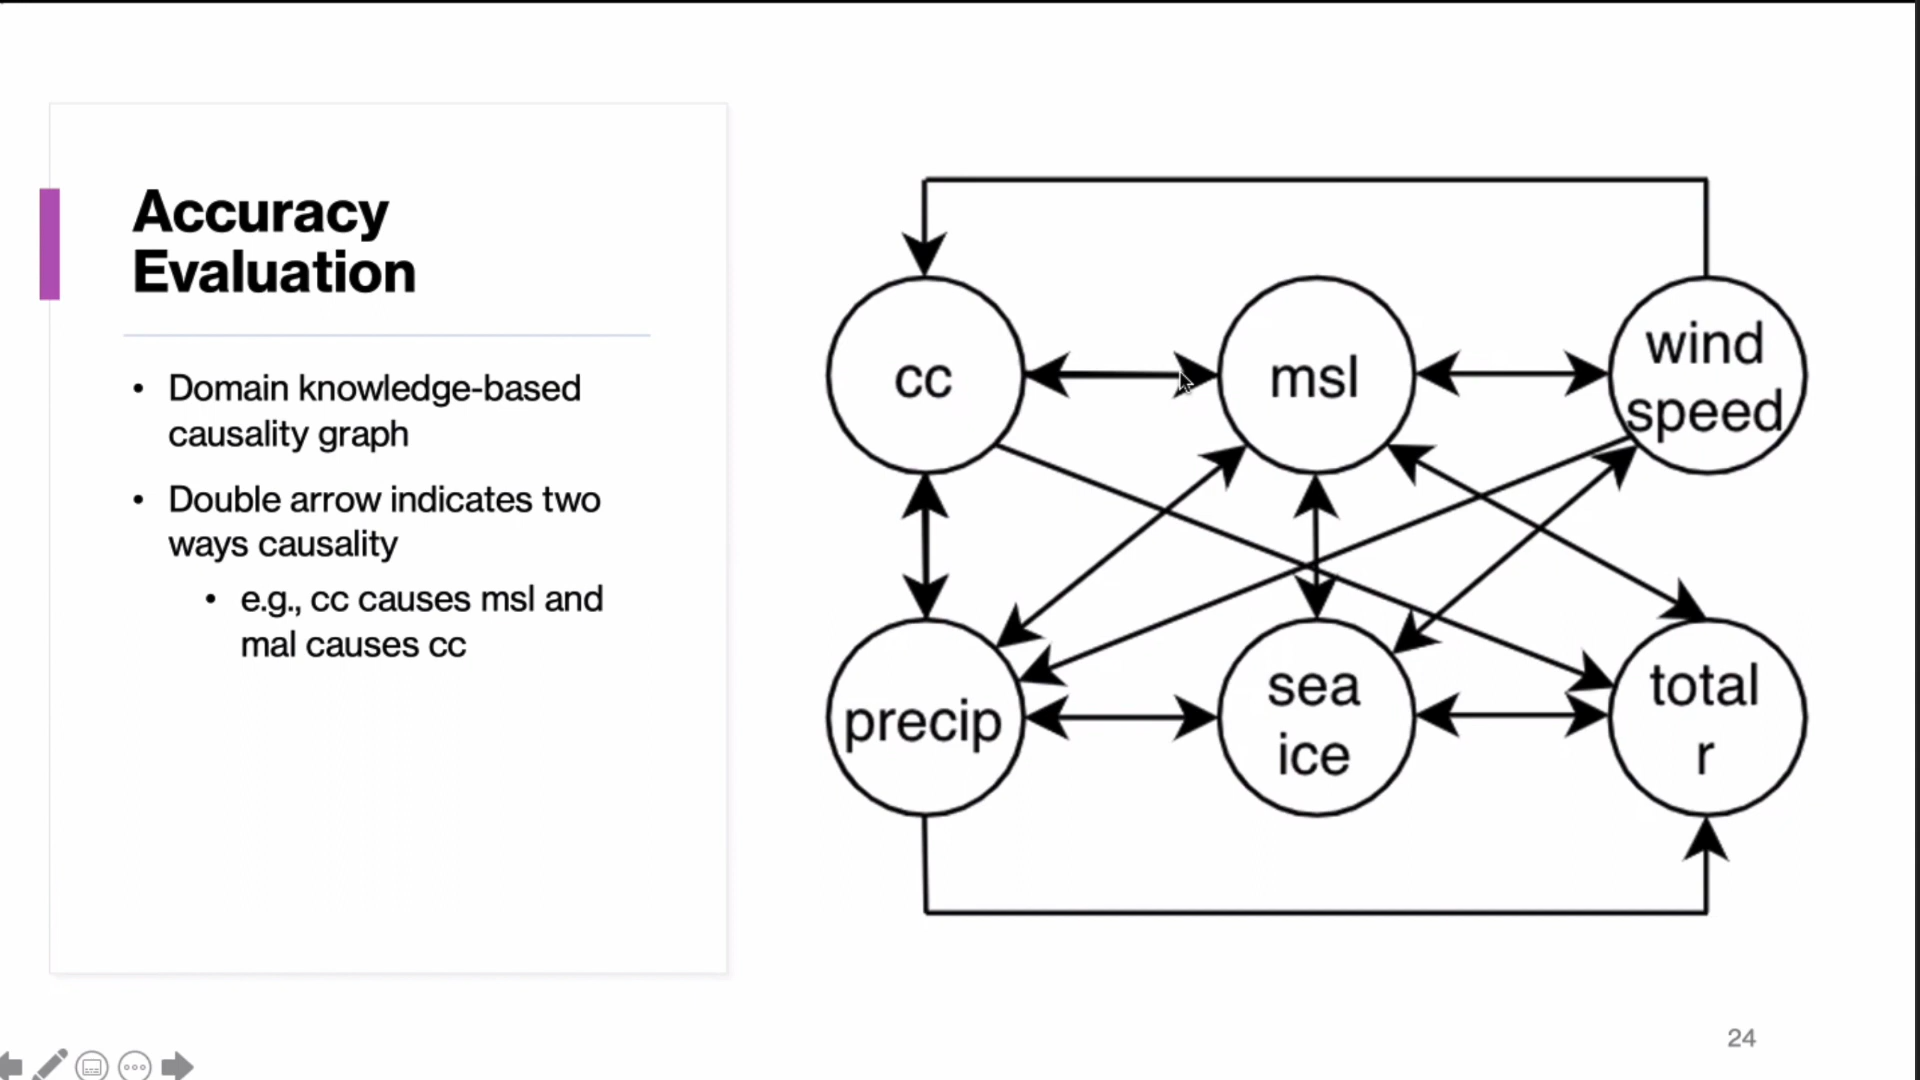 Accuracy
Evaluation
• Domain knowledge-based
causality graph
• Double arrow indicates two
ways causality
• e.g., cc causes msl and
mal causes cc
cc
msl
wind
speed
precip
sea
ice
total
r
24